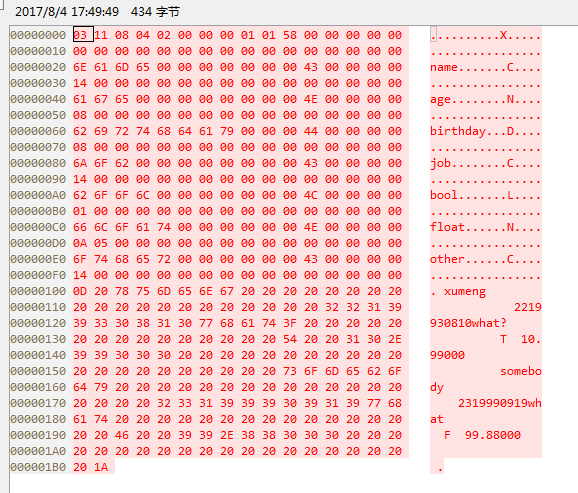 2017/8/4 17:49:49 434 字节
00000000 03 11 08 04 02 00 00 00 01 01 58 00 00 00 00 00 ..........X.....
00000010 00 00 00 00 00 00 00 00 00 00 00 00 00 00 00 00 ................
00000020 6E 61 6D 65 00 00 00 00 00 00 00 43 00 00 00 00 name.......C....
00000030 14 00 00 00 00 00 00 00 00 00 00 00 00 00 00 00 ................
00000040 61 67 65 00 00 00 00 00 00 00 00 4E 00 00 00 00 age........N....
00000050 08 00 00 00 00 00 00 00 00 00 00 00 00 00 00 00 ................
00000060 62 69 72 74 68 64 61 79 00 00 00 44 00 00 00 00 birthday...D....
00000070 08 00 00 00 00 00 00 00 00 00 00 00 00 00 00 00 ................
00000080 6A 6F 62 00 00 00 00 00 00 00 00 43 00 00 00 00 job........C....
00000090 14 00 00 00 00 00 00 00 00 00 00 00 00 00 00 00 ................
000000A0 62 6F 6F 6C 00 00 00 00 00 00 00 4C 00 00 00 00 bool.......L....
000000B0 01 00 00 00 00 00 00 00 00 00 00 00 00 00 00 00 ................
000000C0 66 6C 6F 61 74 00 00 00 00 00 00 4E 00 00 00 00 float......N....
000000D0 0A 05 00 00 00 00 00 00 00 00 00 00 00 00 00 00 ................
000000E0 6F 74 68 65 72 00 00 00 00 00 00 43 00 00 00 00 other......C....
000000F0 14 00 00 00 00 00 00 00 00 00 00 00 00 00 00 00 ................
00000100 0D 20 78 75 6D 65 6E 67 20 20 20 20 20 20 20 20 . xumeng
00000110 20 20 20 20 20 20 20 20 20 20 20 20 32 32 31 39 2219
00000120 39 33 30 38 31 30 77 68 61 74 3F 20 20 20 20 20 930810what?
00000130 20 20 20 20 20 20 20 20 20 20 54 20 20 31 30 2E T 10.
00000140 39 39 30 30 30 20 20 20 20 20 20 20 20 20 20 20 99000
00000150 20 20 20 20 20 20 20 20 20 20 73 6F 6D 65 62 6F somebo
00000160 64 79 20 20 20 20 20 20 20 20 20 20 20 20 20 20 dy
00000170 20 20 20 20 32 33 31 39 39 39 30 39 31 39 77 68 2319990919wh
00000180 61 74 20 20 20 20 20 20 20 20 20 20 20 20 20 20 at
00000190 20 20 46 20 20 39 39 2E 38 38 30 30 30 20 20 20 F 99.88000
000001A0 20 20 20 20 20 20 20 20 20 20 20 20 20 20 20 20
000001B0 20 1A .